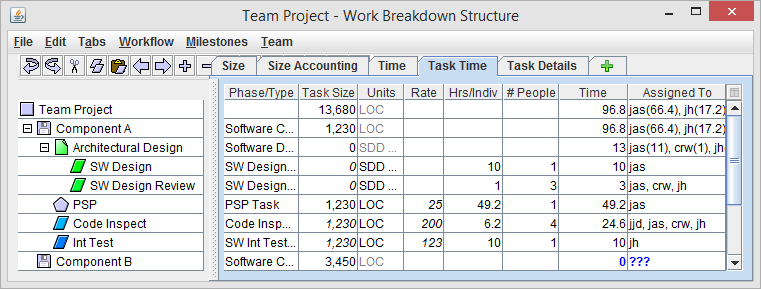 Team Project - Work Breakdown Structure
File Edit Tabs Workflow Milestones Team
Size Size Accounting Time Task Time Task Details
Phase/Type Task Size Units Rate Hrs/Indiv # People Time Assigned To
Team Project 13,680 LOC 96.8 jas(66.4), jh(17.2)
Component A Software C... 1,230 LOC 96.8 jas(66.4), jh(17.2)
Architectural Design Software D... 0 SDD ... 13 jas(11), crw(1), jh
SW Design SW Design... 0 SDD ... 10 1 10 jas
SW Design Review SW Design... 0 SDD ... 1 3 3 jas, crw, jh
PSP PSP Task 1,230 LOC 25 49.2 1 49.2 jas
Code Inspect Code Insp... 1,230 LOC 200 6.2 4 24.6 jjd, jas, crw, jh
Int Test SW Int Test... 1,230 LOC 123 10 1 10 jh
Component B Software C... 3,450 LOC 0 ???